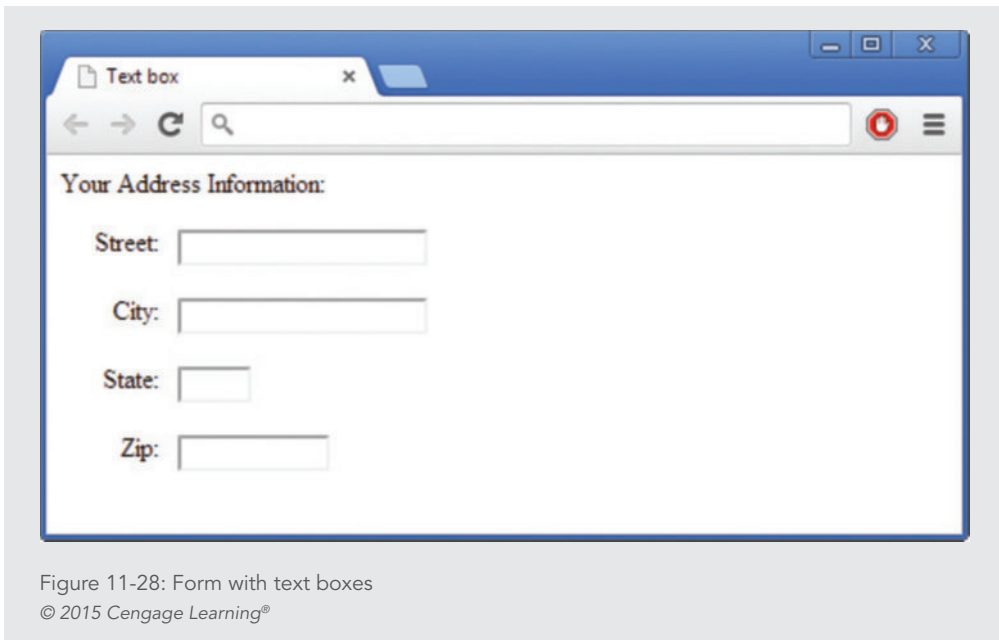 Text box
Your Address Information:
Street:
City:
State:
Zip:
Figure 11-28: Form with text boxes
© 2015 Cengage Learning®